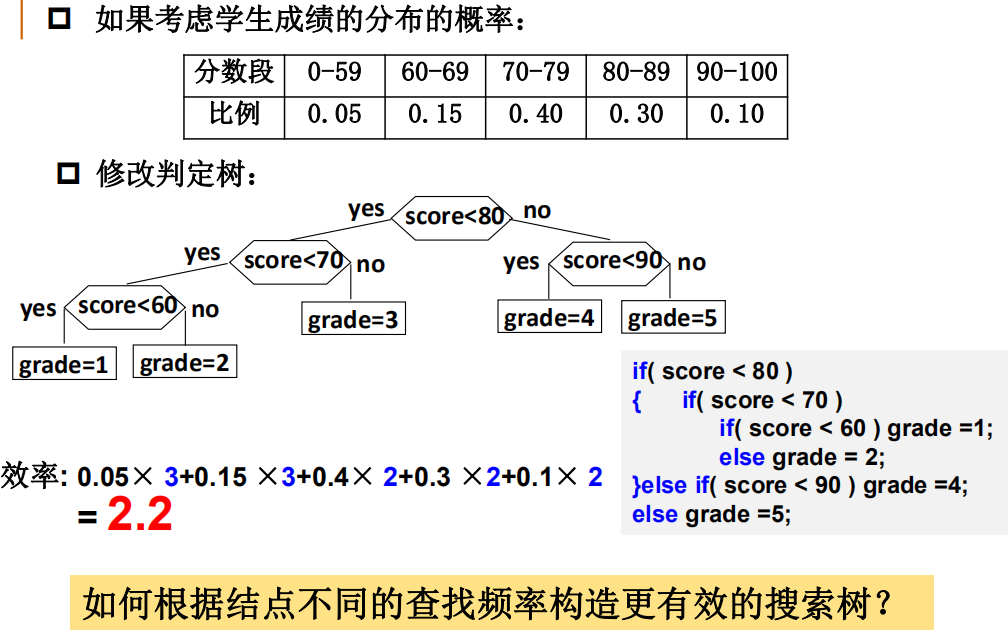 如果考虑学生成绩的分布的概率：
分数段 0-59 60-69 70-79 80-89 90-100
比例 0.05 0.15 0.40 0.30 0.10
修改判定树：
yes score<80 no
yes score<70 no yes score<90 no
yes score<60 no grade=3 grade=4 grade=5
grade=1 grade=2
if( score < 80 )
{ if( score < 70 )
if( score < 60 ) grade =1;
else grade = 2;
}else if( score < 90 ) grade =4;
else grade =5;
效率: 0.05× 3+0.15 ×3+0.4× 2+0.3 ×2+0.1× 2
= 2.2
如何根据结点不同的查找频率构造更有效的搜索树？